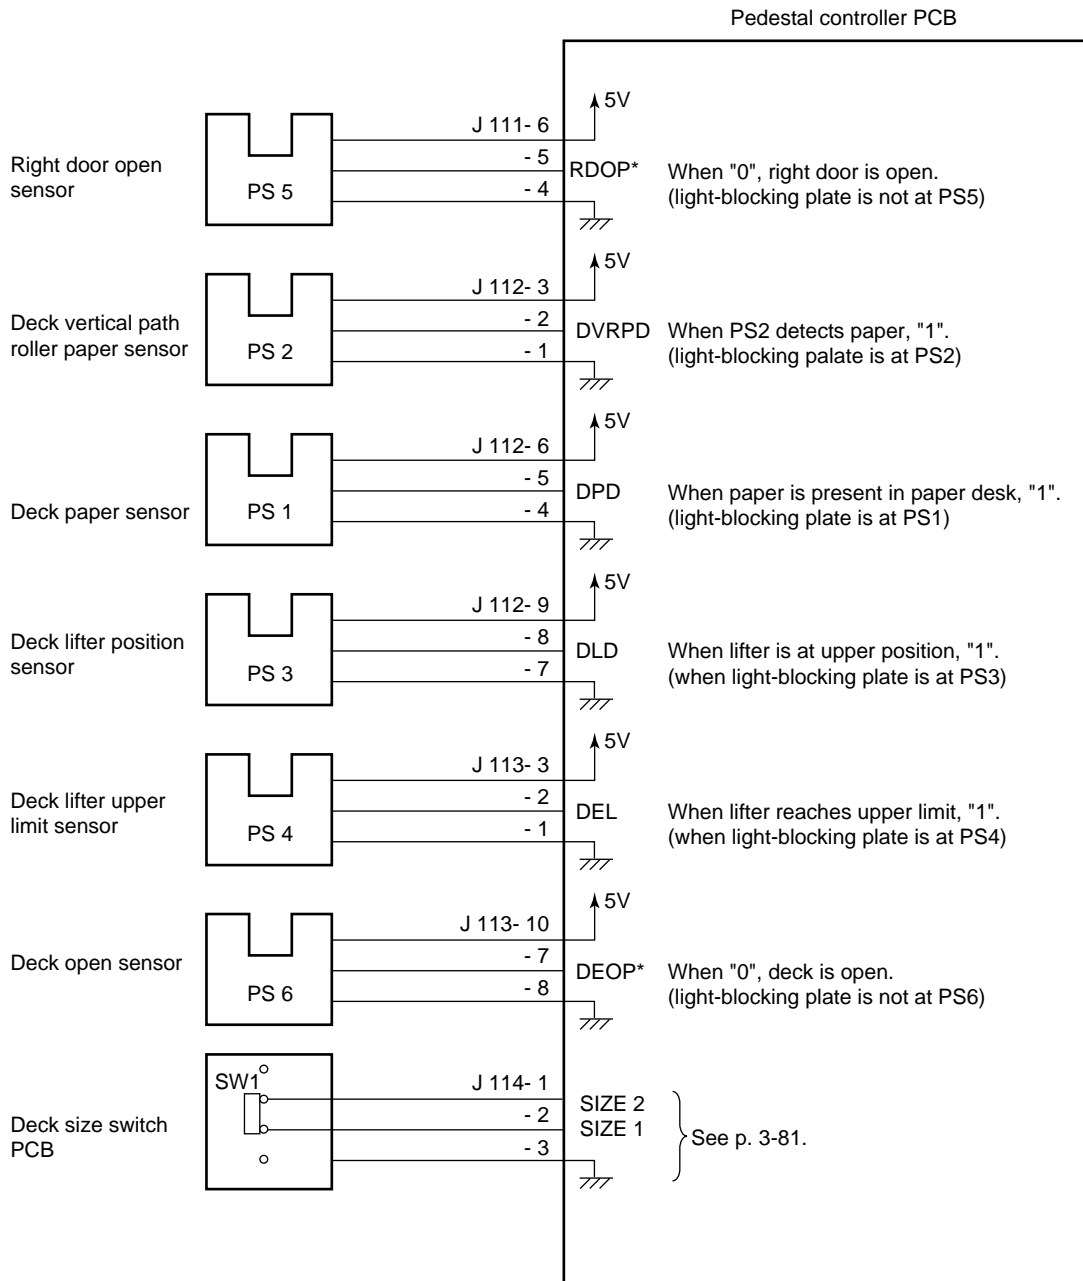 Pedestal controller PCB
5V
J 111- 6
Right door open
sensor
PS 5
- 5
RDOP*
When "0", right door is open.
- 4
(light-blocking plate is not at PS5)
5V
J 112- 3
Deck vertical path
roller paper sensor
PS 2
- 2
DVRPD
When PS2 detects paper, "1".
- 1
(light-blocking palate is at PS2)
5V
J 112- 6
Deck paper sensor
PS 1
- 5
DPD
When paper is present in paper desk, "1".
- 4
(light-blocking plate is at PS1)
5V
J 112- 9
Deck lifter position
sensor
PS 3
- 8
DLD
When lifter is at upper position, "1".
- 7
(when light-blocking plate is at PS3)
5V
J 113- 3
Deck lifter upper
limit sensor
PS 4
- 2
DEL
When lifter reaches upper limit, "1".
- 1
(when light-blocking plate is at PS4)
5V
J 113- 10
Deck open sensor
PS 6
- 7
DEOP*
When "0", deck is open.
- 8
(light-blocking plate is not at PS6)
SW1
J 114- 1
Deck size switch
PCB
- 2
- 3
SIZE 2
SIZE 1
See p. 3-81.